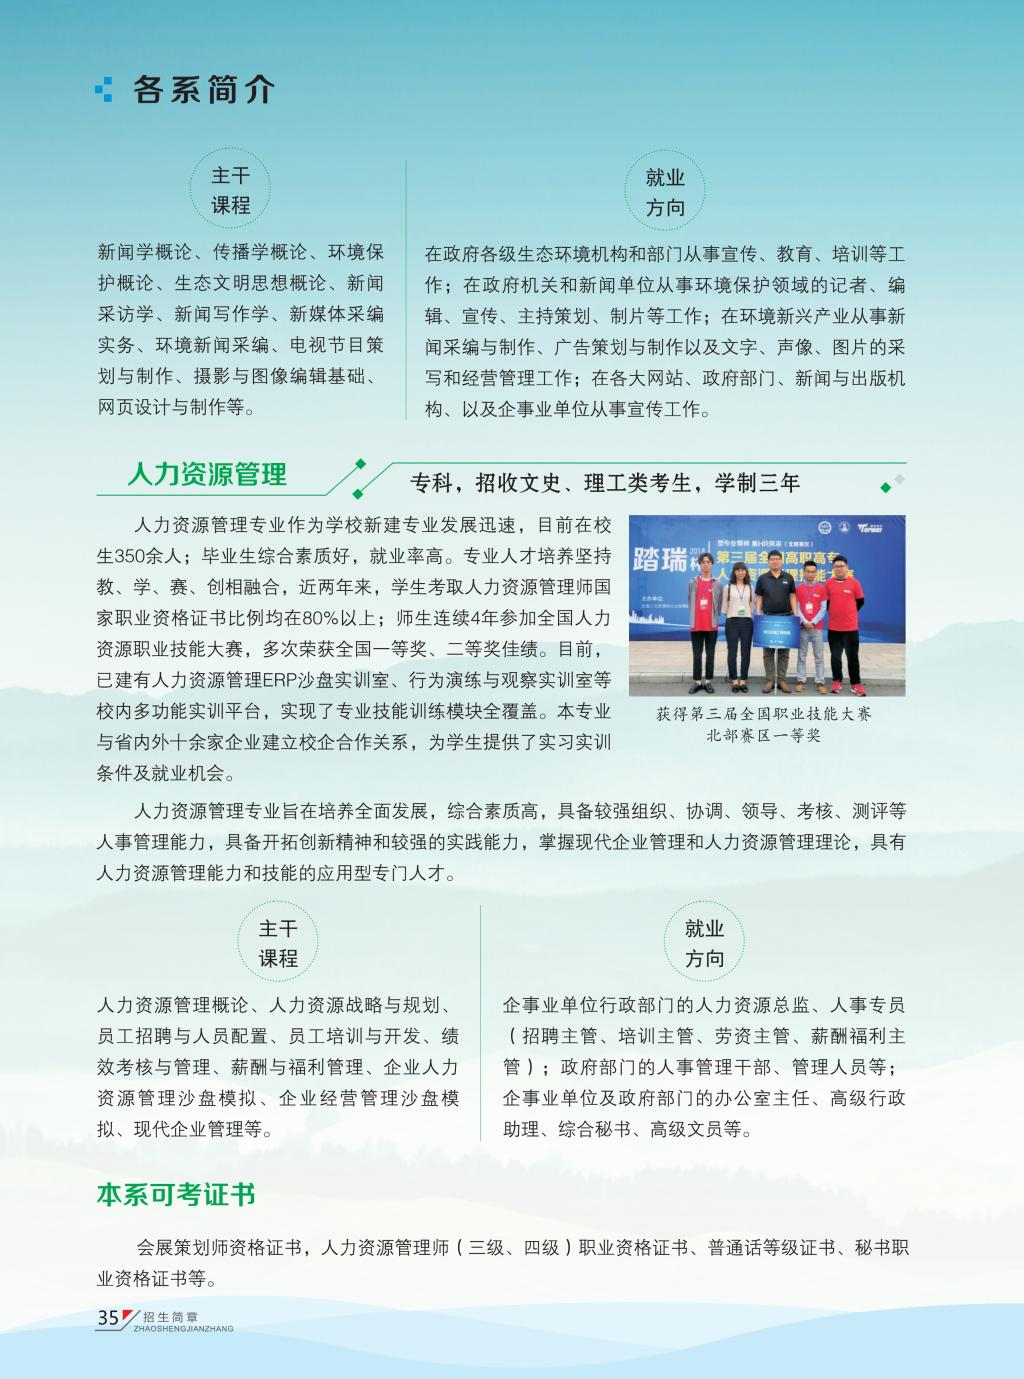 各系简介
主干
课程
新闻学概论、传播学概论、环境保
护概论、生态文明思想概论、新闻
采访学、新闻写作学、新媒体采编
实务、环境新闻采编、电视节目策
划与制作、摄影与图像编辑基础、
网页设计与制作等。
就业
方向
在政府各级生态环境机构和部门从事宣传、教育、培训等工
作；在政府机关和新闻单位从事环境保护领域的记者、编
辑、宣传、主持策划、制片等工作；在环境新兴产业从事新
闻采编与制作、广告策划与制作以及文字、声像、图片的采
写和经营管理工作；在各大网站、政府部门、新闻与出版机
构、以及企事业单位从事宣传工作。
人力资源管理
专科，招收文史、理工类考生，学制三年
人力资源管理专业作为学校新建专业发展迅速，目前在校
生350余人；毕业生综合素质好，就业率高。专业人才培养坚持
教、学、赛、创相融合，近两年来，学生考取人力资源管理师国
家职业资格证书比例均在80%以上；师生连续4年参加全国人力
资源职业技能大赛，多次荣获全国一等奖、二等奖佳绩。目前，
已建有人力资源管理ERP沙盘实训室、行为演练与观察实训室等
校内多功能实训平台，实现了专业技能训练模块全覆盖。本专业
与省内外十余家企业建立校企合作关系，为学生提供了实习实训
条件及就业机会。
踏瑞杯
第三届全国高职高专
主办单位:
获得第三届全国职业技能大赛
北部赛区一等奖
人力资源管理专业旨在培养全面发展，综合素质高，具备较强组织、协调、领导、考核、测评等
人事管理能力，具备开拓创新精神和较强的实践能力，掌握现代企业管理和人力资源管理理论，具有
人力资源管理能力和技能的应用型专门人才。
主干
课程
人力资源管理概论、人力资源战略与规划、
员工招聘与人员配置、员工培训与开发、绩
效考核与管理、薪酬与福利管理、企业人力
资源管理沙盘模拟、企业经营管理沙盘模
拟、现代企业管理等。
就业
方向
企事业单位行政部门的人力资源总监、人事专员
（招聘主管、培训主管、劳资主管、薪酬福利主
管）；政府部门的人事管理干部、管理人员等；
企事业单位及政府部门的办公室主任、高级行政
助理、综合秘书、高级文员等。
本系可考证书
会展策划师资格证书，人力资源管理师（三级、四级）职业资格证书、普通话等级证书、秘书职
业资格证书等。
35 招生简章
ZHAOSHENGJIANZHANG